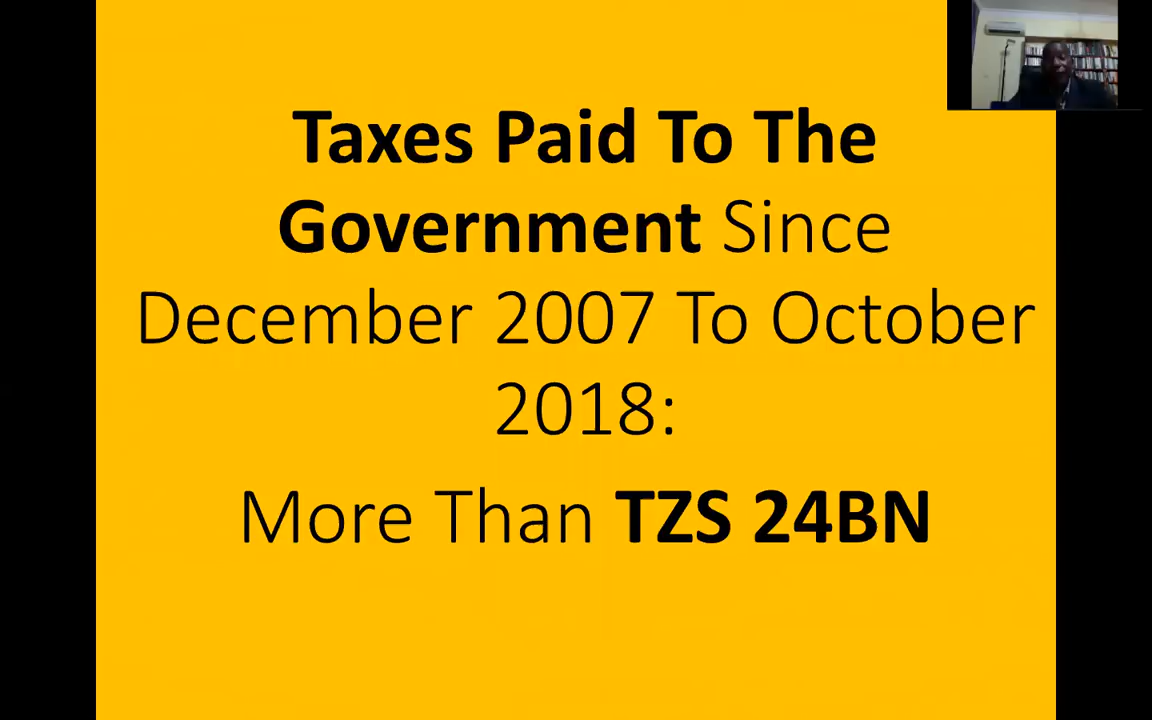 Taxes Paid To The
Government Since
December 2007 To October
2018:
More Than TZS 24BN